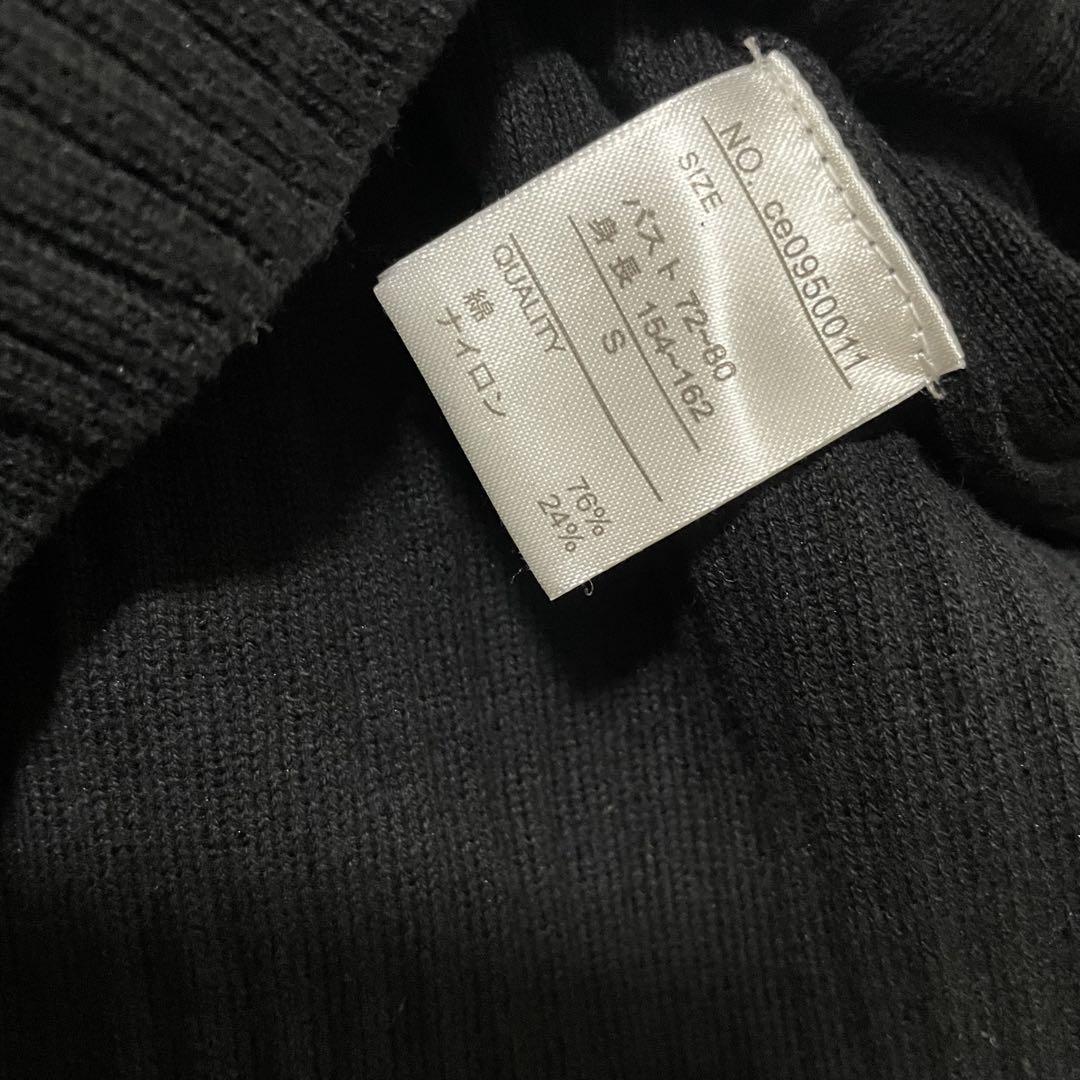 NO. ce0950011
SIZE.
バスト 72~80
身長 154~162
S
QUALITY
綿 76%
ナイロン 24%